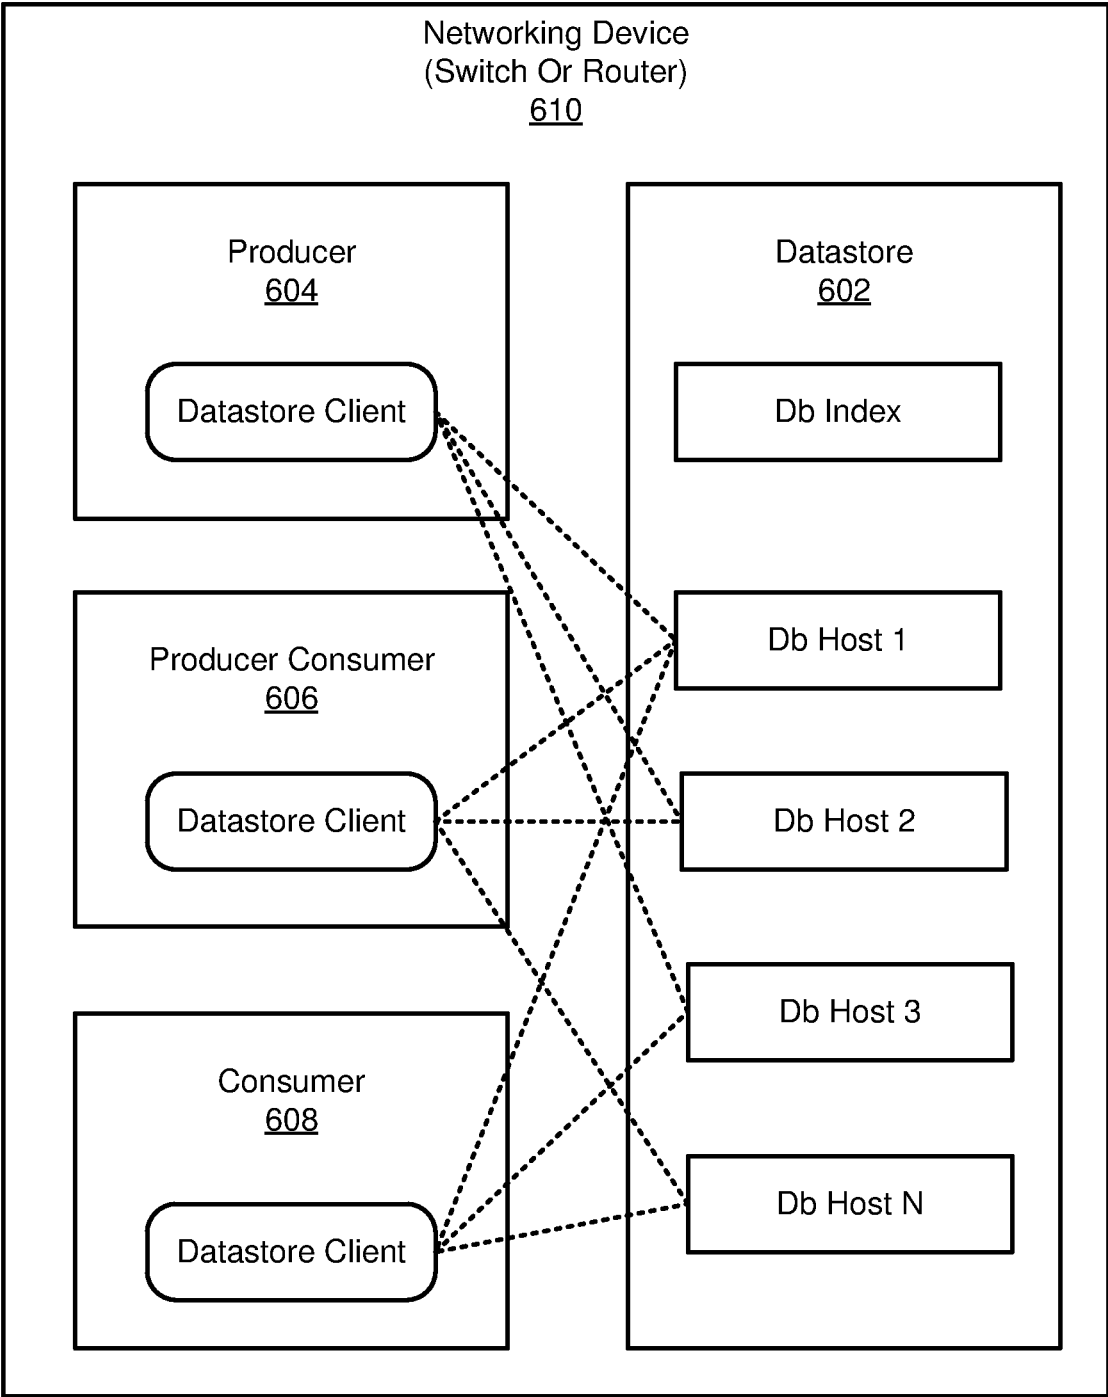 Networking Device
(Switch Or Router)
610
Producer
604
Datastore Client
Producer Consumer
606
Datastore Client
Consumer
608
Datastore Client
Datastore
602
Db Index
Db Host 1
Db Host 2
Db Host 3
Db Host N